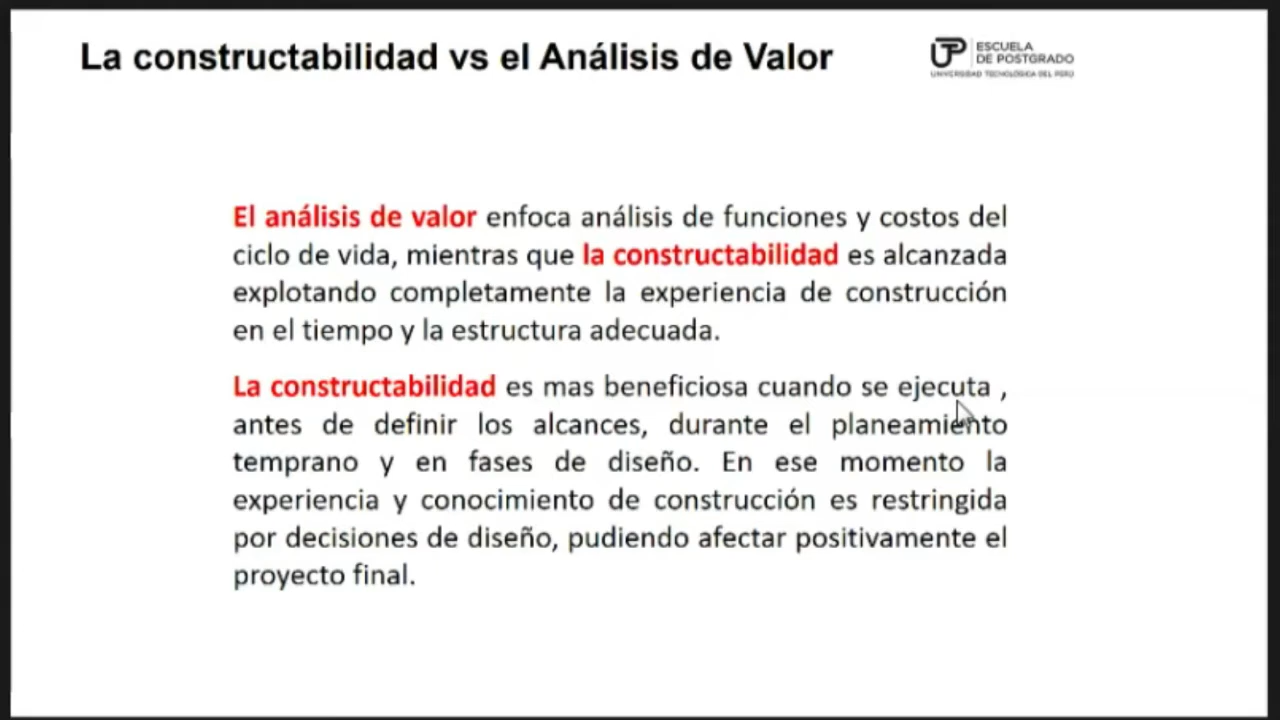 La constructabilidad vs el Análisis de Valor
ESCUELA
DE POSTGRADO
UNIVERSIDAD TECNOLÓGICA DEL PERÚ
El análisis de valor enfoca análisis de funciones y costos del
ciclo de vida, mientras que la constructabilidad es alcanzada
explotando completamente la experiencia de construcción
en el tiempo y la estructura adecuada.
La constructabilidad es mas beneficiosa cuando se ejecuta ,
antes de definir los alcances, durante el planeamiento
temprano y en fases de diseño. En ese momento la
experiencia y conocimiento de construcción es restringida
por decisiones de diseño, pudiendo afectar positivamente el
proyecto final.